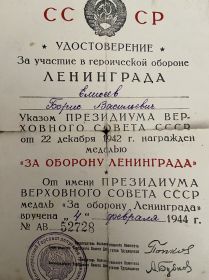 СС СР
УДОСТОВЕРЕНИЕ
За участие в героической обороне
ЛЕНИНГРАДА
Борис Васильевич
Указом ПРЕЗИДИУМА ВЕР-
ХОВНОГО СОВЕТА СССР
от 22 декабря 1942 г. награжден
медалью
«ЗА ОБОРОНУ ЛЕНИНГРАДА»
От имени ПРЕЗИДИУМА
ВЕРХОВНОГО СОВЕТА СССР
медаль «За оборону Ленинграда»
вручена „4“ февраля 1944 г.
№ АВ 52728
Попков